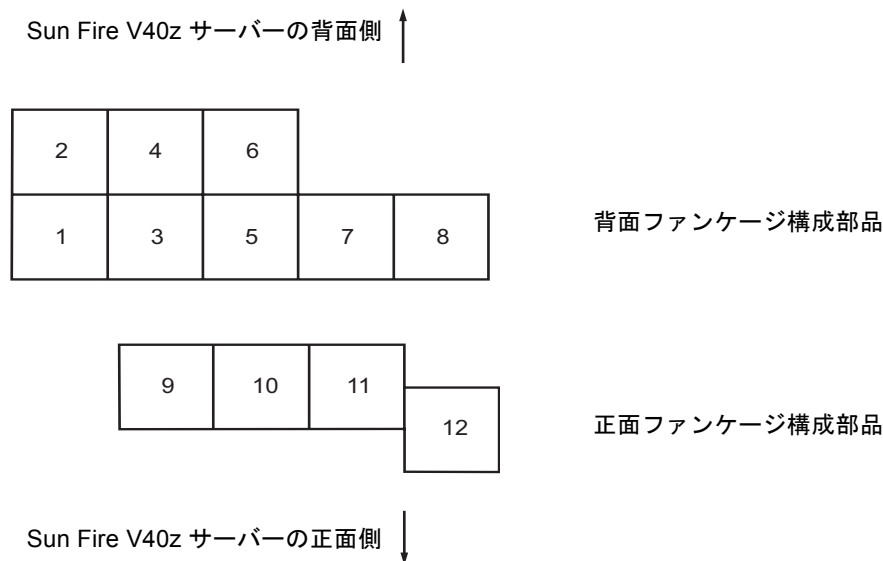 Sun Fire V40z サーバーの背面側
2 4 6
1 3 5 7 8
背面ファンケージ構成部品
9 10 11
12
正面ファンケージ構成部品
Sun Fire V40z サーバーの正面側